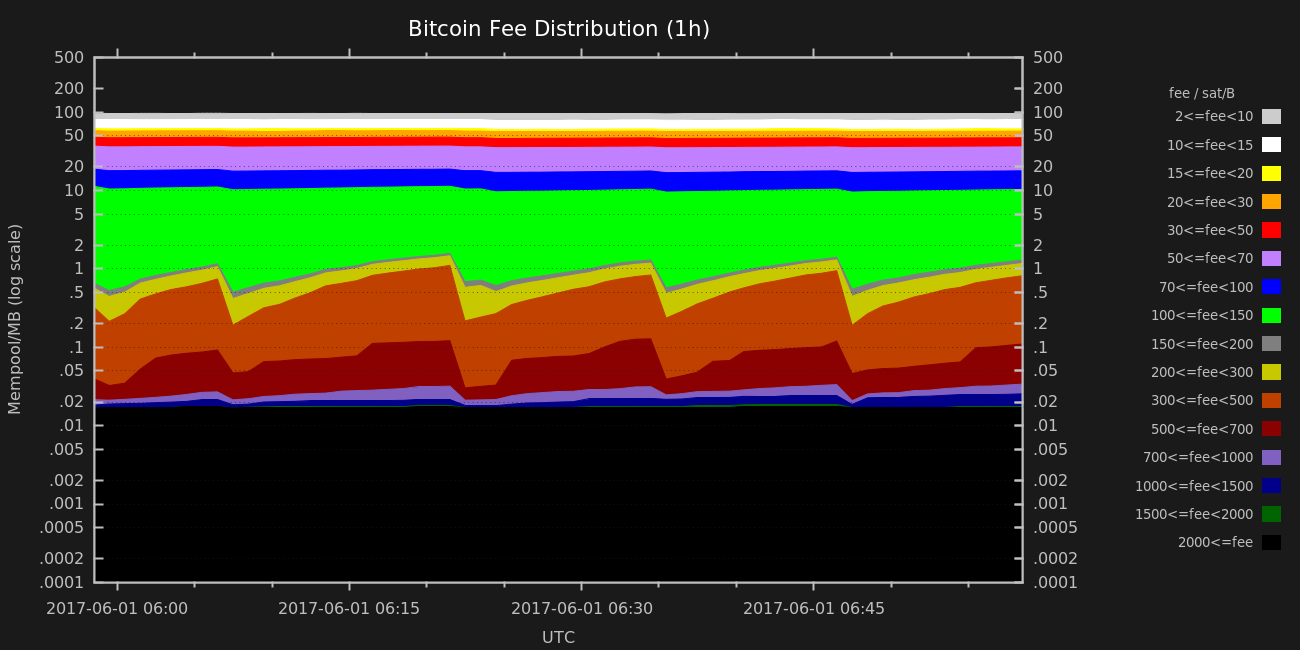 Bitcoin Fee Distribution (1h)
Mempool/MB (log scale)
500
200
100
50
20
10
5
2
1
.5
.2
.1
.05
.02
.01
.005
.002
.001
.0005
.0002
.0001
500
200
100
50
20
10
5
2
1
.5
.2
.1
.05
.02
.01
.005
.002
.001
.0005
.0002
.0001
2017-06-01 06:00 2017-06-01 06:15 2017-06-01 06:30 2017-06-01 06:45
UTC
fee / sat/B
2<=fee<10
10<=fee<15
15<=fee<20
20<=fee<30
30<=fee<50
50<=fee<70
70<=fee<100
100<=fee<150
150<=fee<200
200<=fee<300
300<=fee<500
500<=fee<700
700<=fee<1000
1000<=fee<1500
1500<=fee<2000
2000<=fee